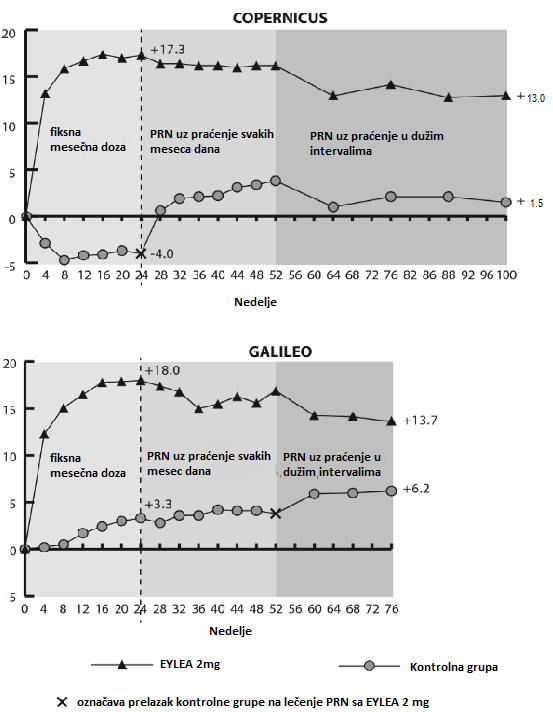 COPERNICUS
20
15
10
5
0
-5
+17.3
-4.0
+ 13.0
+ 1.5
fiksna
mesečna doza
PRN uz praćenje svakih
meseca dana
PRN uz praćenje u dužim
intervalima
0 4 8 12 16 20 24 28 32 36 40 44 48 52 60 64 68 72 76 80 84 88 92 96 100
Nedelje
GALILEO
20
15
10
5
0
5
+18.0
+3.3
+13.7
+6.2
fiksna
mesečna doza
PRN uz praćenje svakih
mesec dana
PRN uz praćenje u
dužim,intervalima
0 4 8 12 16 20 24 28 32 36 40 44 48 52 60 64 68 72 76
Nedelje
EYLEA 2mg
Kontrolna grupa
označava prelazak kontrolne grupe na lečenje PRN sa EYLEA 2 mg